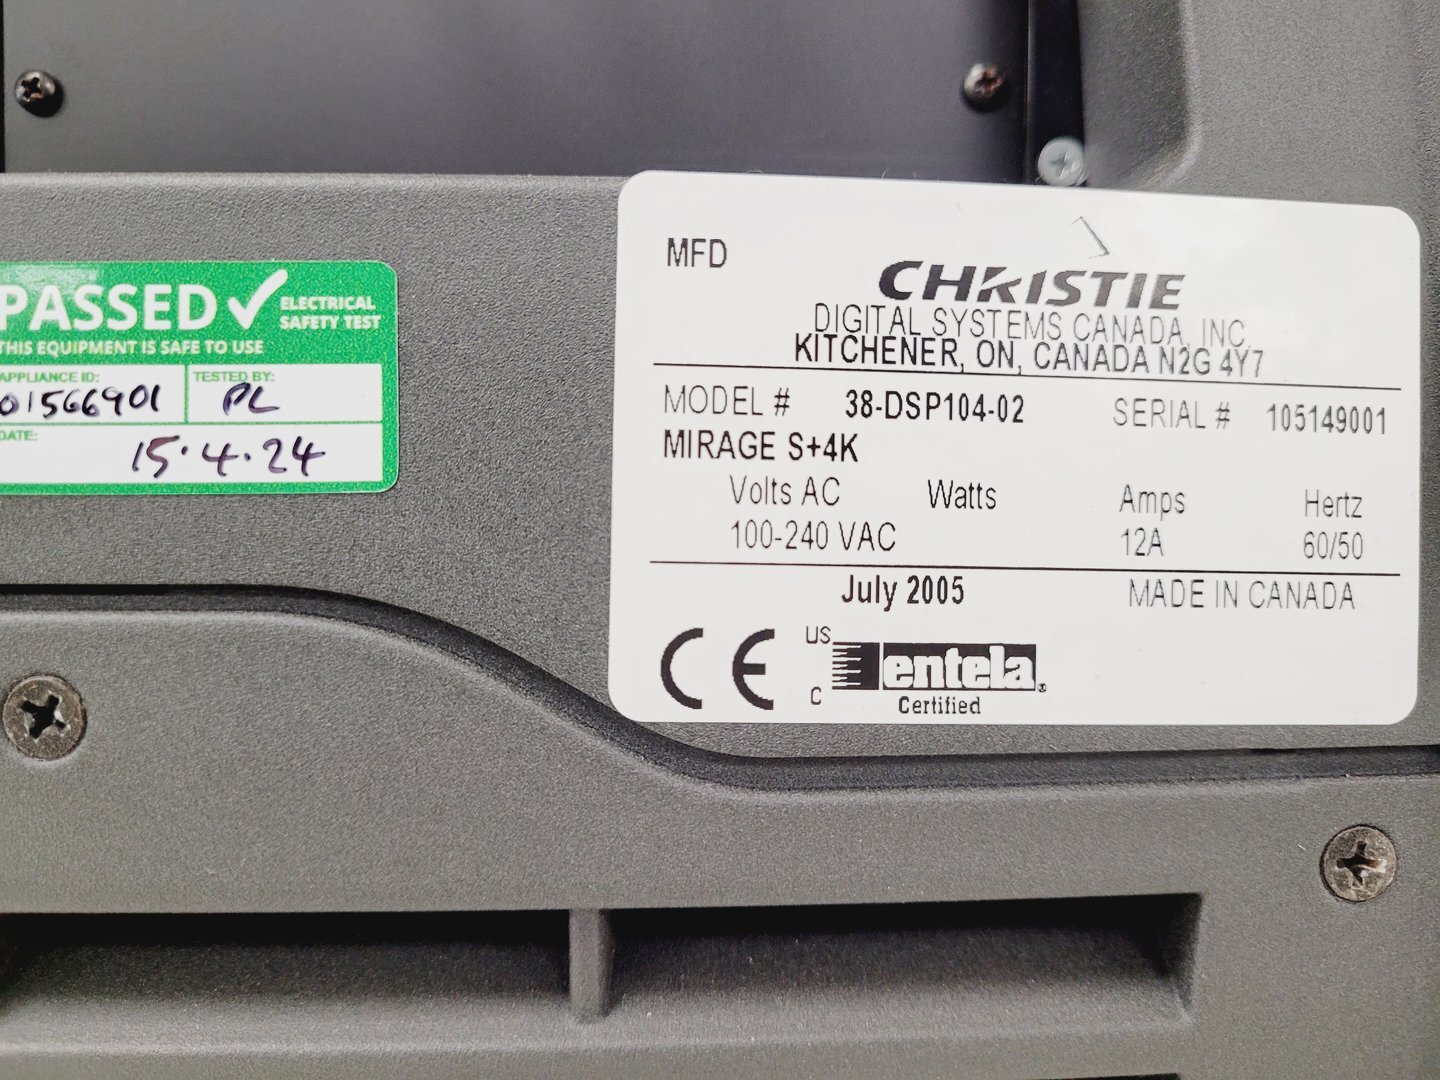 PASSED ELECTRICAL
SAFETY TEST
THIS EQUIPMENT IS SAFE TO USE
APPLIANCE ID: TESTED BY:
01566901 PL
DATE:
15.4.24
MFD
CHRISTIE
DIGITAL SYSTEMS CANADA, INC.
KITCHENER, ON, CANADA N2G 4Y7
MODEL # 38-DSP104-02 SERIAL # 105149001
MIRAGE S+4K
Volts AC Watts Amps Hertz
100-240 VAC 12A 60/50
July 2005 MADE IN CANADA
CE US
C entela®
Certified